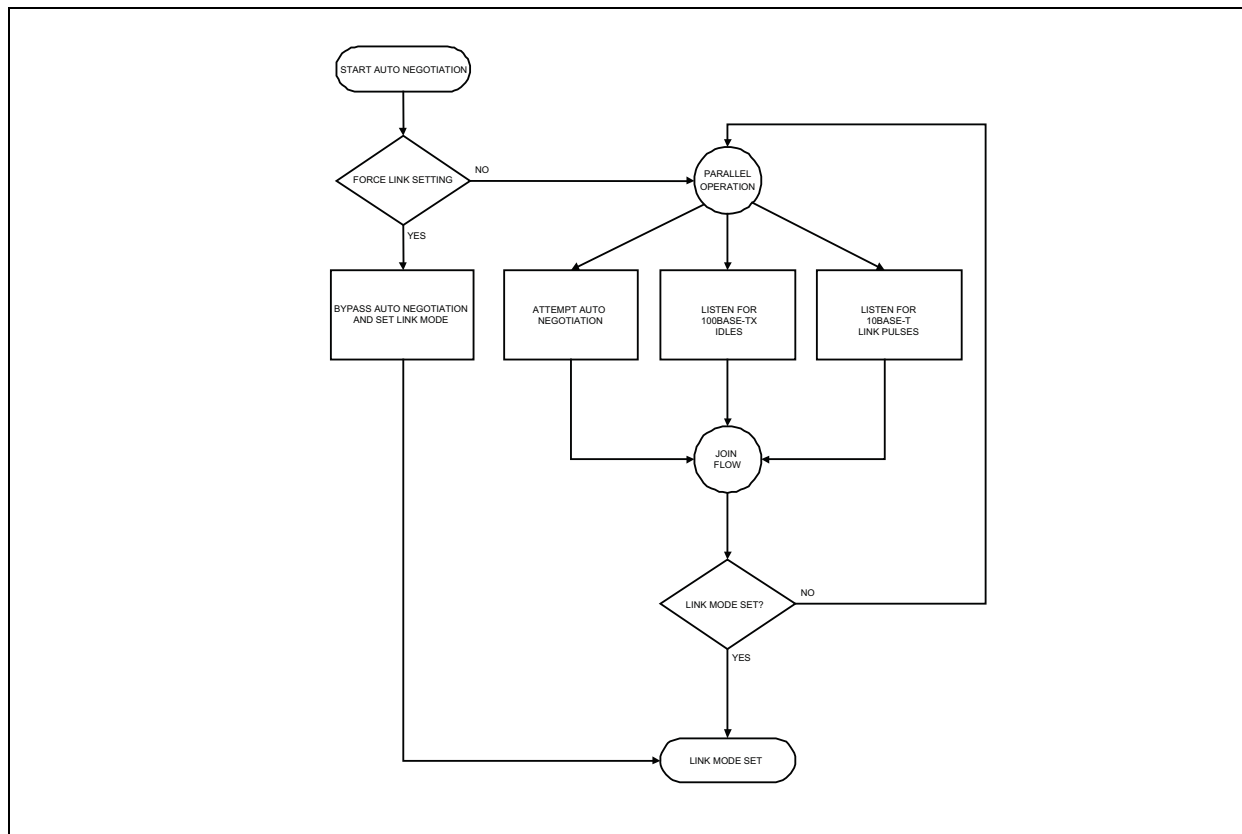 START AUTO NEGOTIATION
FORCE LINK SETTING
NO
PARALLEL
OPERATION
YES
BYPASS AUTO NEGOTIATION
AND SET LINK MODE
ATTEMPT AUTO
NEGOTIATION
LISTEN FOR
100BASE-TX
IDLES
LISTEN FOR
10BASE-T
LINK PULSES
JOIN
FLOW
LINK MODE SET?
NO
YES
LINK MODE SET